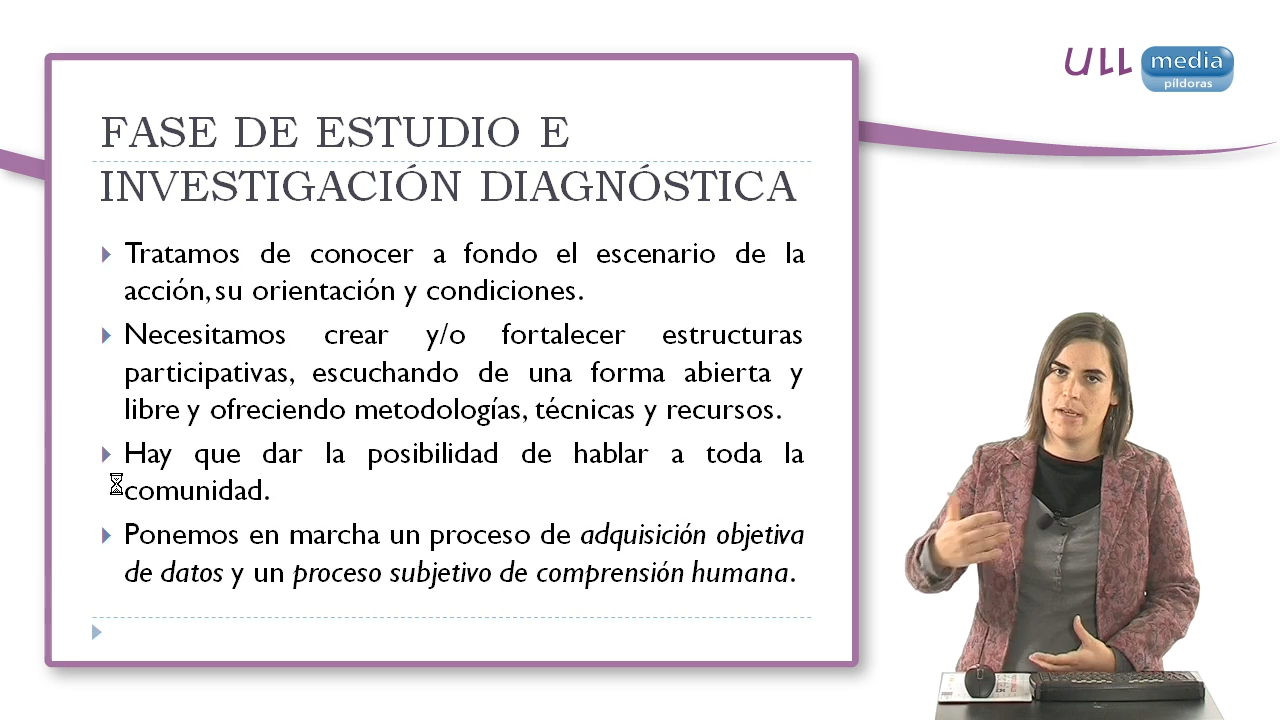 ULL media
píldoras
FASE DE ESTUDIO E
INVESTIGACIÓN DIAGNÓSTICA
Tratamos de conocer a fondo el escenario de la
acción, su orientación y condiciones.
Necesitamos crear y/o fortalecer estructuras
participativas, escuchando de una forma abierta y
libre y ofreciendo metodologías, técnicas y recursos.
Hay que dar la posibilidad de hablar a toda la
comunidad.
Ponemos en marcha un proceso de adquisición objetiva
de datos y un proceso subjetivo de comprensión humana.